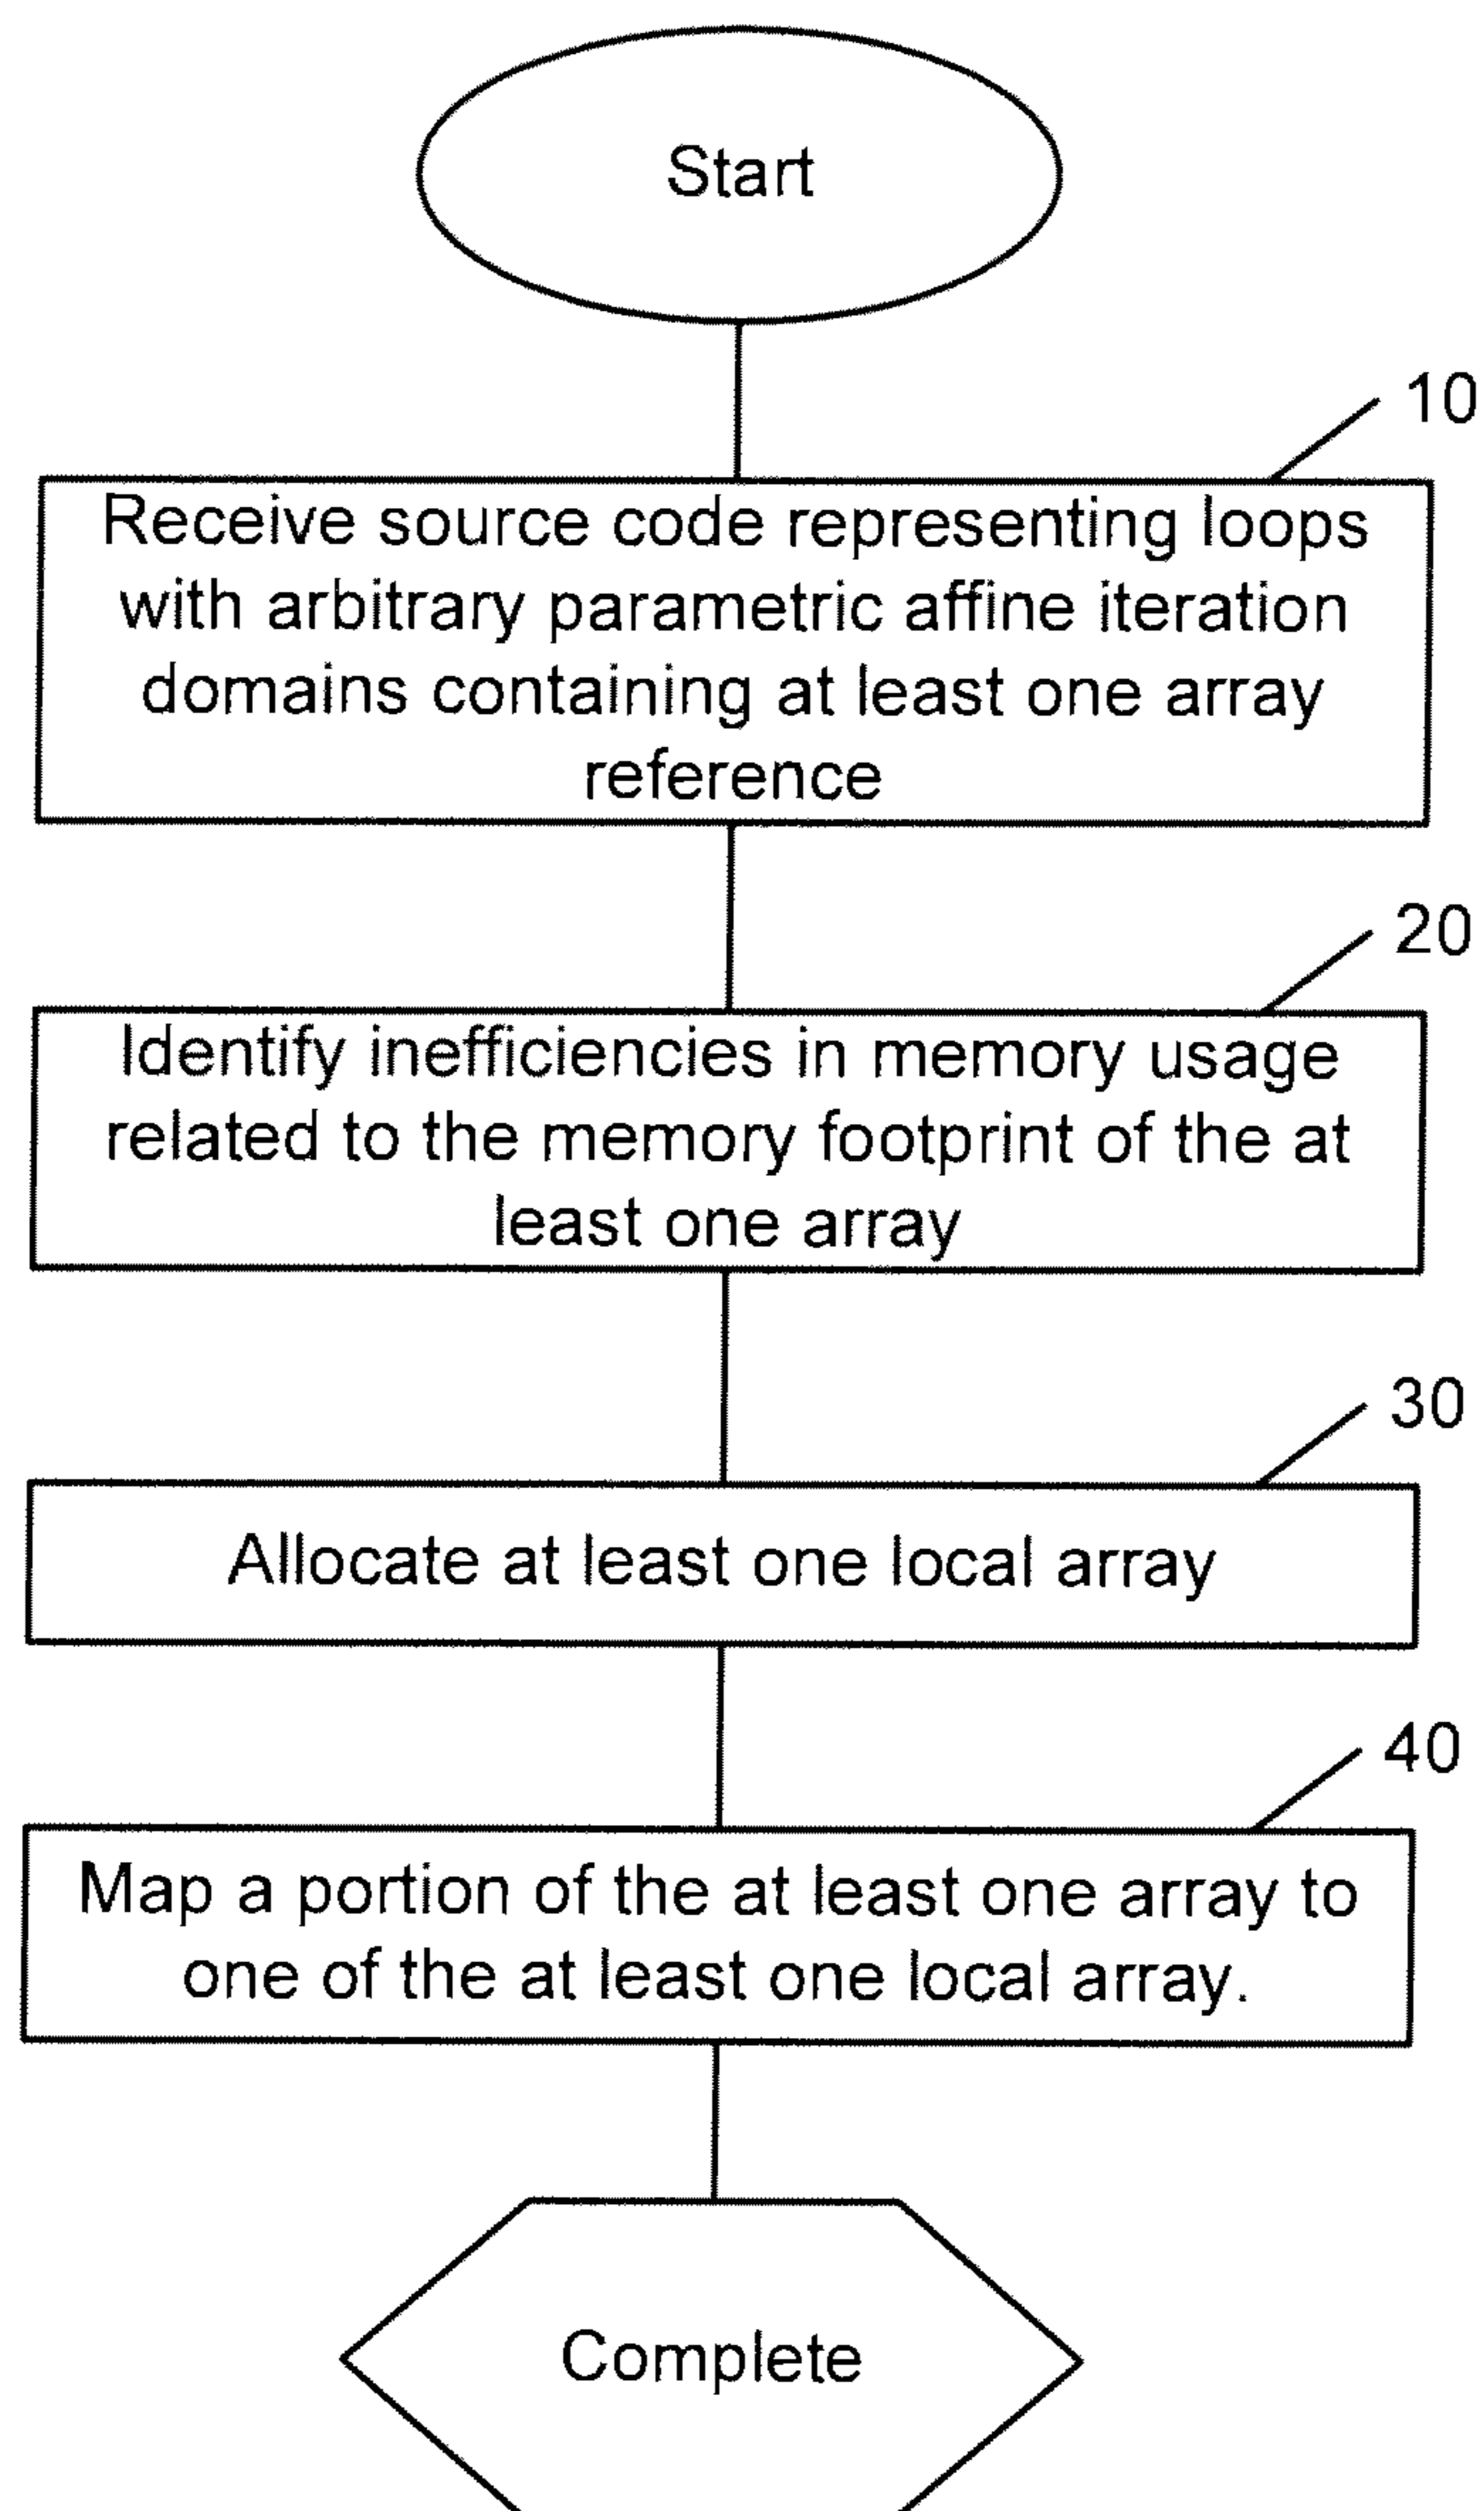 Start
10
Receive source code representing loops
with arbitrary parametric affine iteration
domains containing at least one array
reference
20
Identify inefficiencies in memory usage
related to the memory footprint of the at
least one array
30
Allocate at least one local array
40
Map a portion of the at least one array to
one of the at least one local array.
Complete